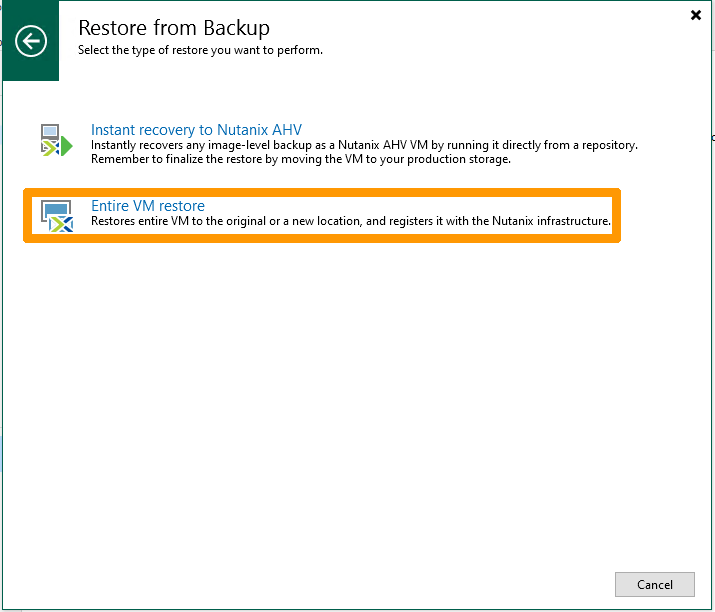 Restore from Backup
Select the type of restore you want to perform.
Instant recovery to Nutanix AHV
Instantly recovers any image-level backup as a Nutanix AHV VM by running it directly from a repository.
Remember to finalize the restore by moving the VM to your production storage.
Entire VM restore
Restores entire VM to the original or a new location, and registers it with the Nutanix infrastructure.
Cancel